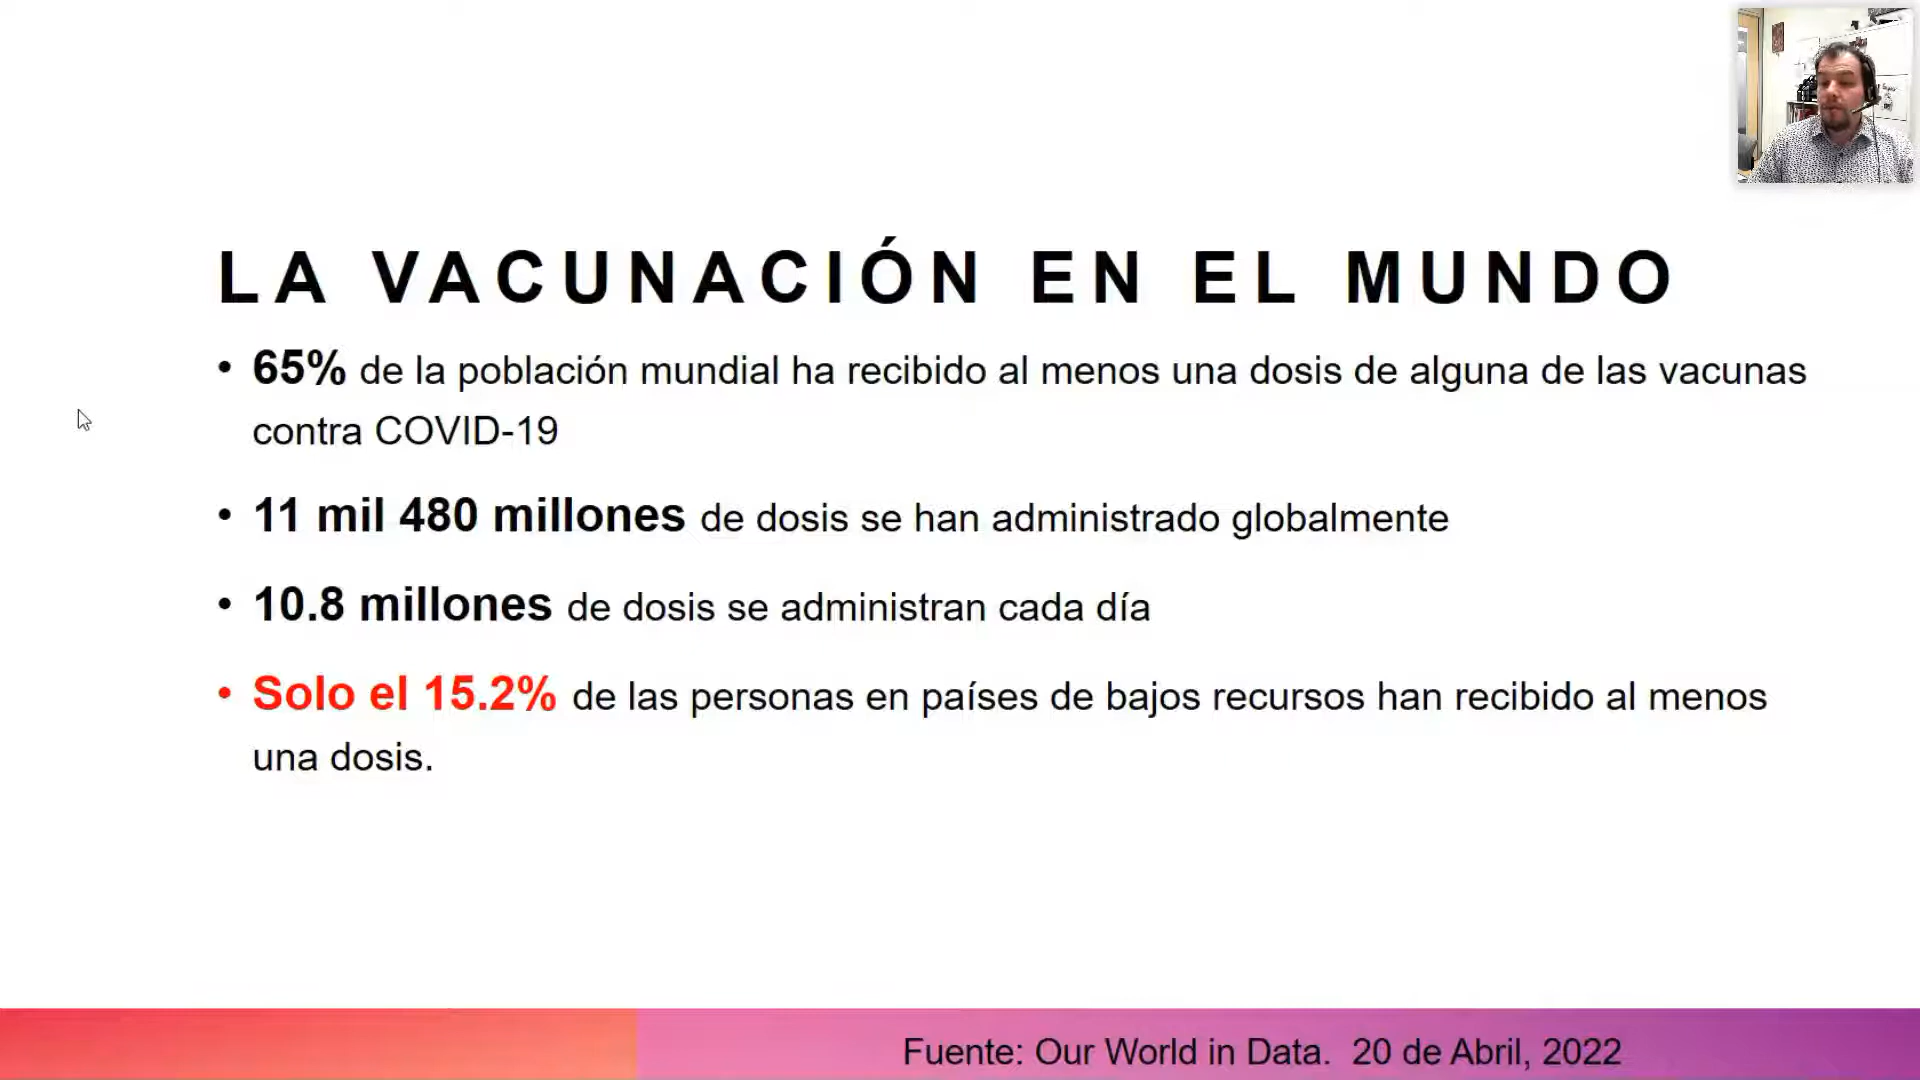 LA VACUNACIÓN EN EL MUNDO
• 65% de la población mundial ha recibido al menos una dosis de alguna de las vacunas
contra COVID-19
• 11 mil 480 millones de dosis se han administrado globalmente
• 10.8 millones de dosis se administran cada día
• Solo el 15.2% de las personas en países de bajos recursos han recibido al menos
una dosis.
Fuente: Our World in Data. 20 de Abril, 2022